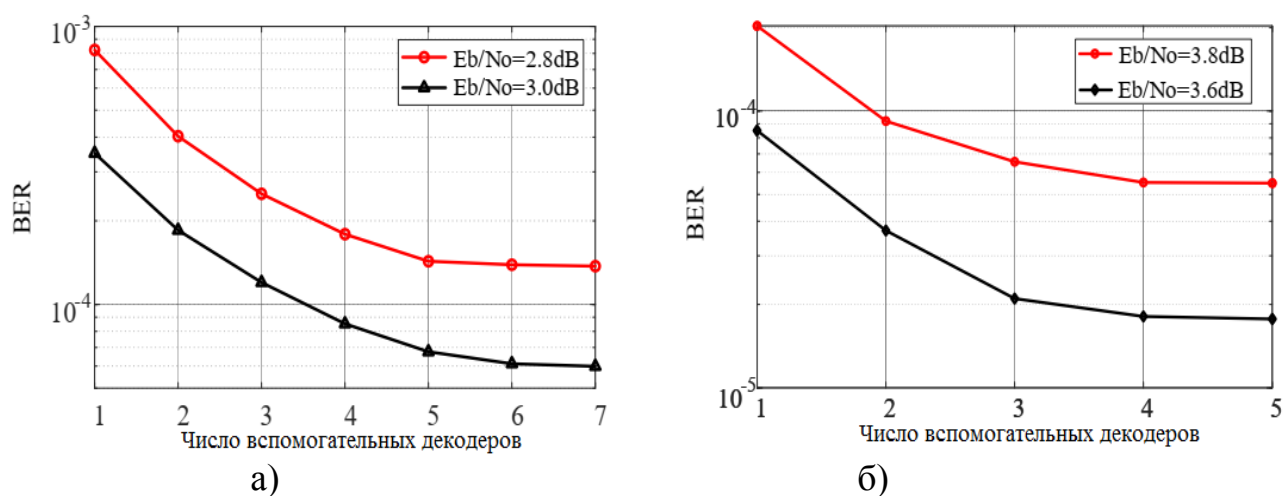 10-3
Eb/No=2.8dB
Eb/No=3.0dB
BER
10-4
1 2 3 4 5 6 7
Число вспомогательных декодеров
а)
Eb/No=3.8dB
Eb/No=3.6dB
10-4
BER
10-5
1 2 3 4 5
Число вспомогательных декодеров
б)